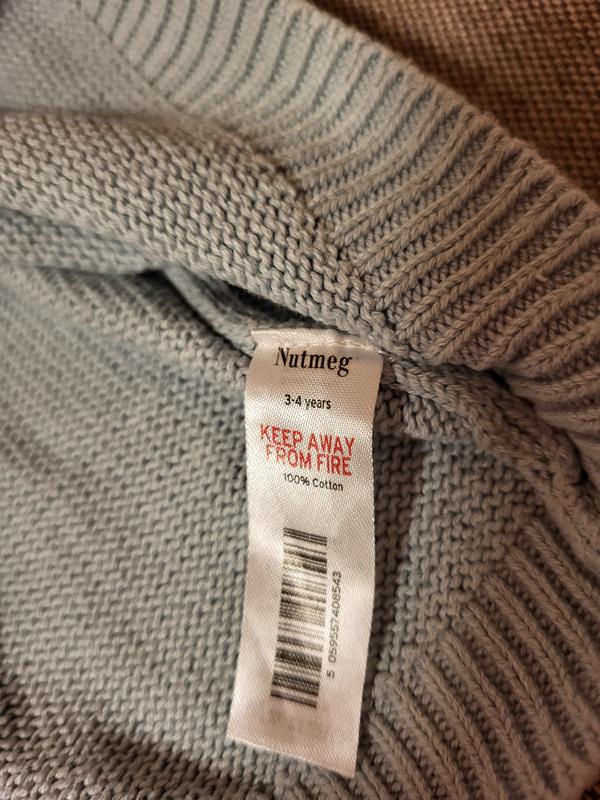 Nutmeg
3-4 years
KEEP AWAY
FROM FIRE
100% Cotton
5 059557 408543